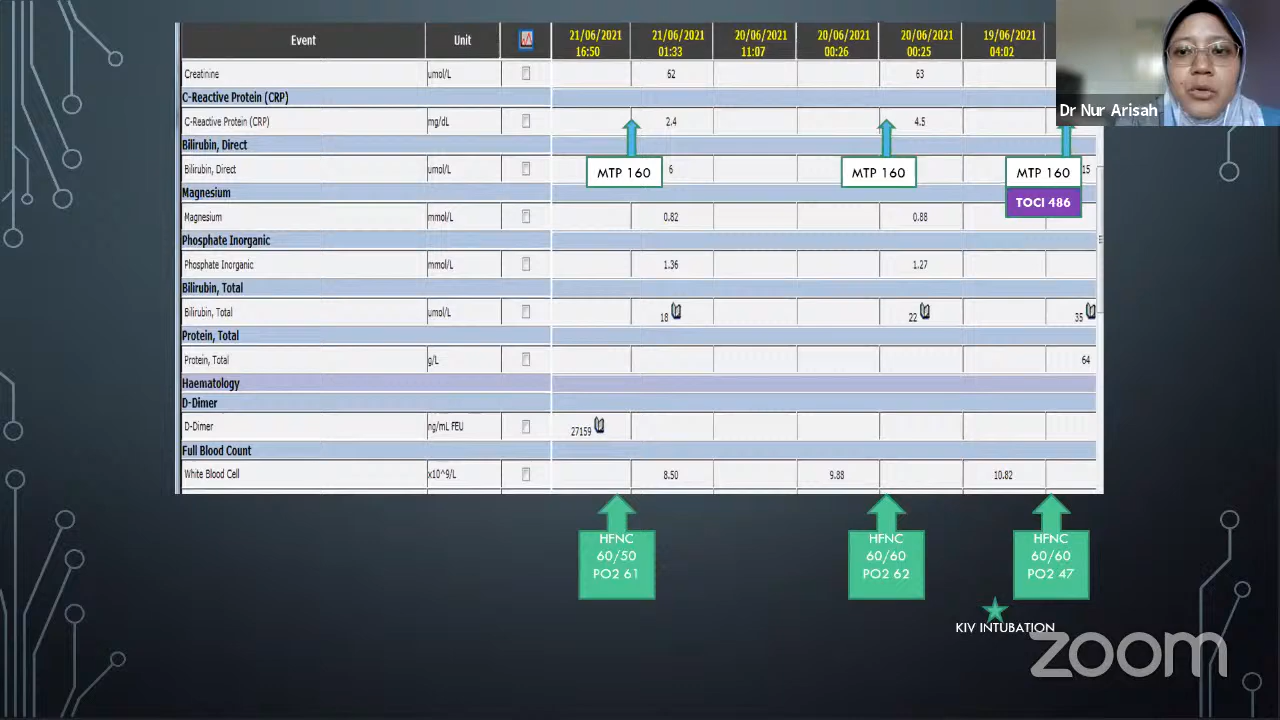 Event Unit 21/06/2021 16:50 21/06/2021 01:33 20/06/2021 11:07 20/06/2021 00:26 20/06/2021 00:25 19/06/2021 04:02
Creatinine umol/L 62 63
C-Reactive Protein (CRP)
C-Reactive Protein (CRP) mg/dL 2.4 4.5
Bilirubin, Direct
Bilirubin, Direct umol/L 6 15
MTP 160 MTP 160 MTP 160
Magnesium
TOCI 486
Magnesium mmol/L 0.82 0.88
Phosphate Inorganic
Phosphate Inorganic mmol/L 1.36 1.27
Bilirubin, Total
Bilirubin, Total umol/L 18 22 35
Protein, Total
Protein, Total g/L 64
Haematology
D-Dimer
D-Dimer ng/mL FEU 27159
Full Blood Count
White Blood Cell x10^9/L 8.50 9.88 10.82
HFNC
60/50
PO2 61
HFNC
60/60
PO2 62
HFNC
60/60
PO2 47
KIV INTUBATION
Dr Nur Arisah
zoom